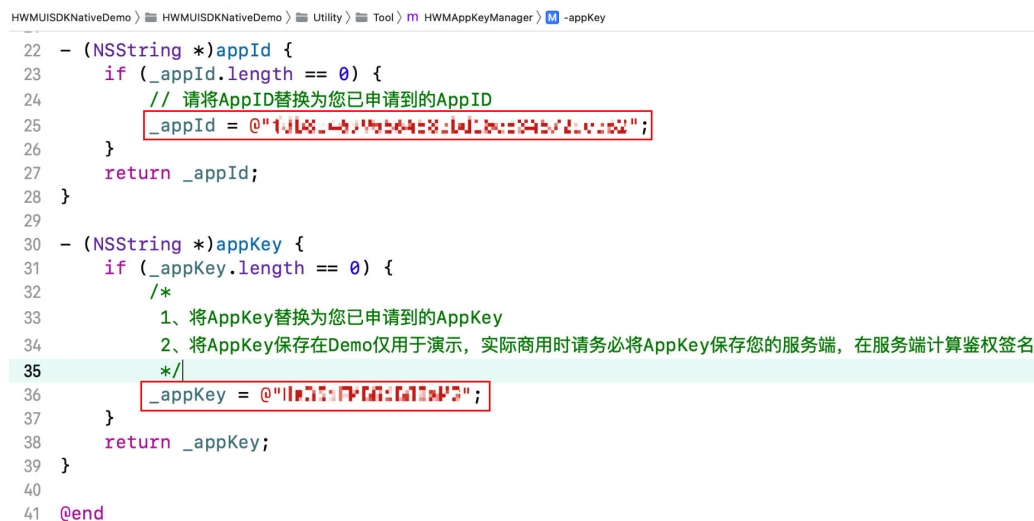 HWMUISDKNativeDemo 〉 HWMUISDKNativeDemo 〉 Utility 〉 Tool 〉 m HWMAppKeyManager 〉 M -appKey
22 - (NSString *)appId {
23 if (_appId.length == 0) {
24 // 请将AppID替换为您已申请到的AppID
25 _appId = @"";
26 }
27 return _appId;
28 }
29
30 - (NSString *)appKey {
31 if (_appKey.length == 0) {
32 /*
33 1、将AppKey替换为您已申请到的AppKey
34 2、将AppKey保存在Demo仅用于演示，实际商用时请务必将AppKey保存您的服务端，在服务端计算鉴权签名
35 */
36 _appKey = @"";
37 }
38 return _appKey;
39 }
40
41 @end